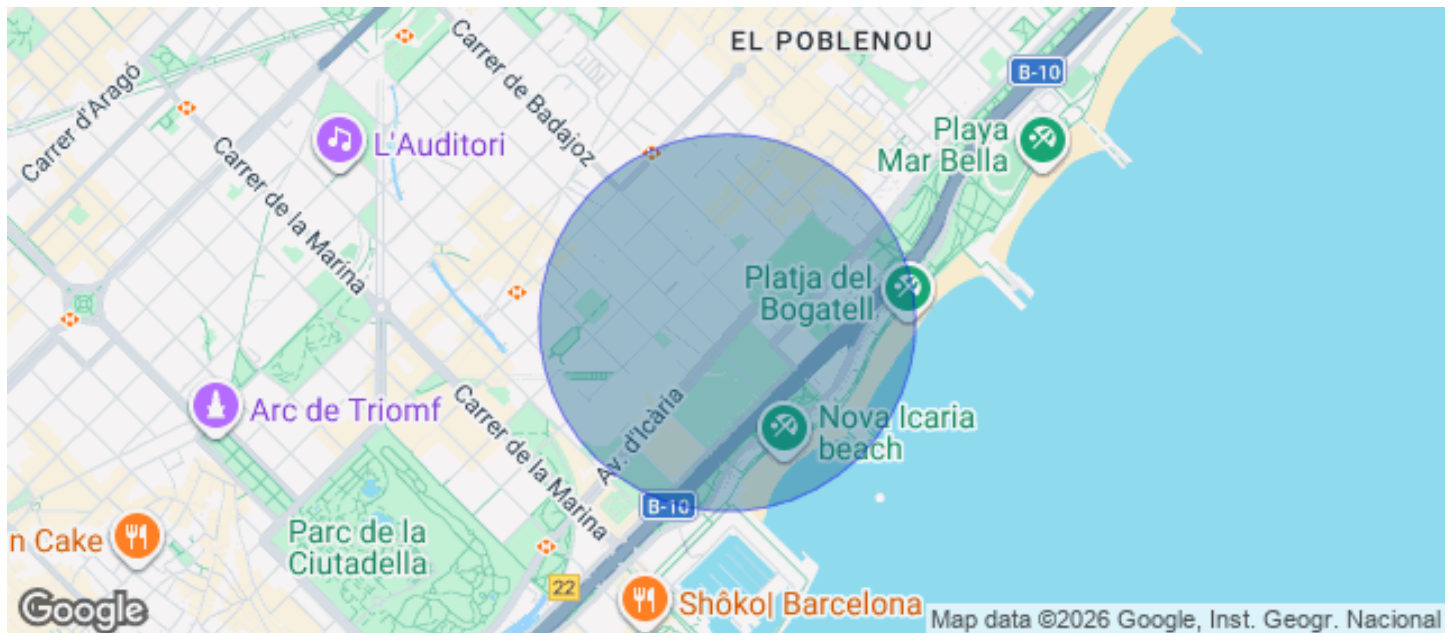 EL POBLENOU
B-10
Carrer de Badajoz
Carrer d'Aragó
L'Auditori
Playa
Mar Bella
Carrer de la Marina
Platja del
Bogatell
Arc de Triomf
Carrer de la Marina
Av. d'Icària
Nova Icaria
beach
B-10
n Cake
Parc de la
Ciutadella
22
Shôko| Barcelona
Google
Map data ©2026 Google, Inst. Geogr. Nacional